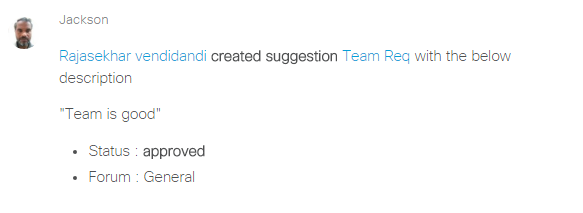 Jackson
Rajasekhar vendidandi created suggestion Team Req with the below
description
"Team is good"
• Status : approved
• Forum : General